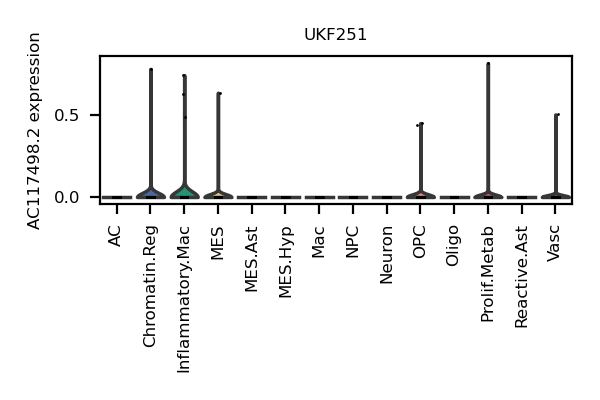 UKF251
AC117498.2 expression
0.5
0.0
AC
Chromatin.Reg
Inflammatory.Mac
MES
MES.Ast
MES.Hyp
Mac
NPC
Neuron
OPC
Oligo
Prolif.Metab
Reactive.Ast
Vasc